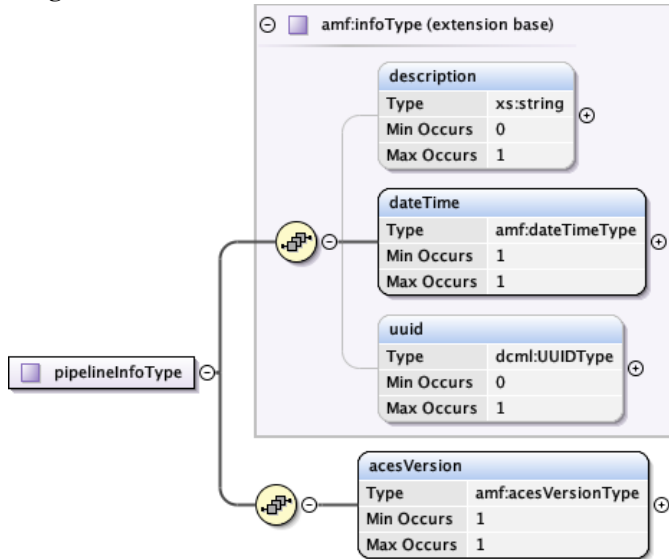 amf:infoType (extension base)
description
Type xs:string
Min Occurs 0
Max Occurs 1
dateTime
Type amf:dateTimeType
Min Occurs 1
Max Occurs 1
uuid
Type dcml:UUIDType
Min Occurs 0
Max Occurs 1
pipelineInfoType
acesVersion
Type amf:acesVersionType
Min Occurs 1
Max Occurs 1